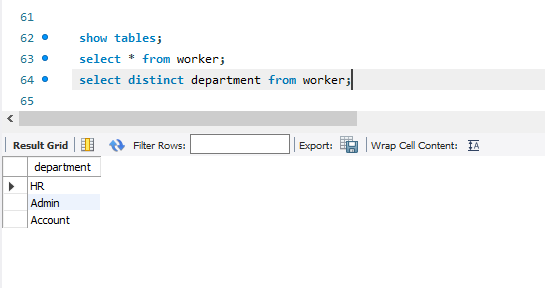 61
62 show tables;
63 select * from worker;
64 select distinct department from worker;
65
Result Grid Filter Rows: Export: Wrap Cell Content: IA
department
HR
Admin
Account